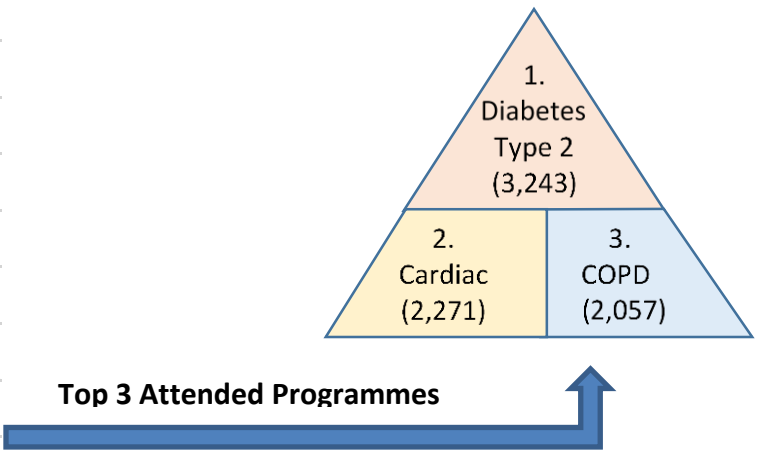 1.
Diabetes
Type 2
(3,243)
2.
Cardiac
(2,271)
3.
COPD
(2,057)
Top 3 Attended Programmes